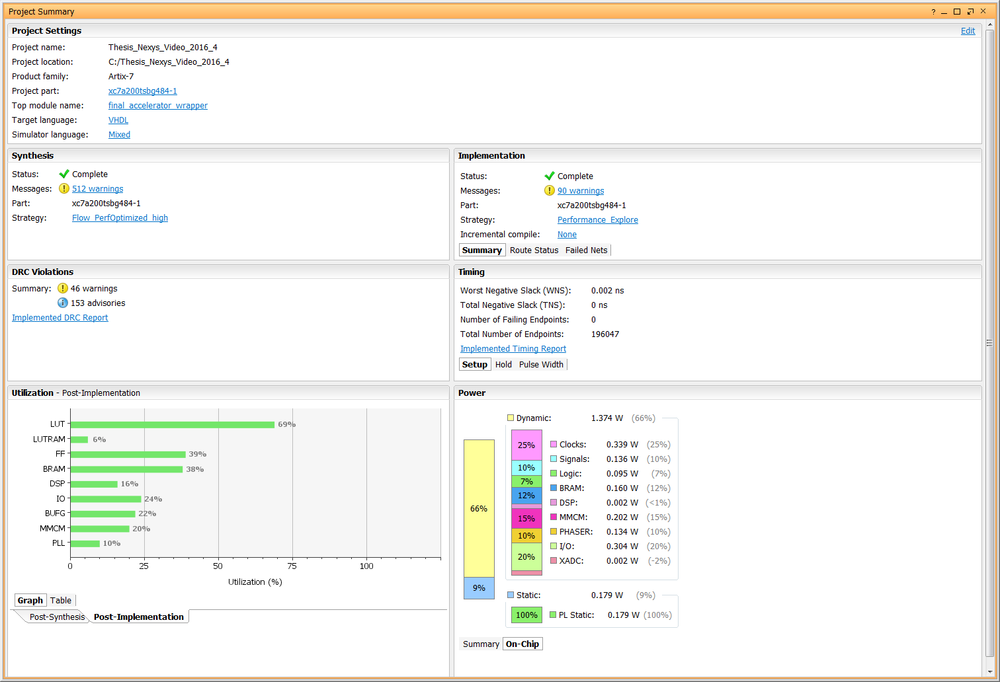 Project Summary
?
Project Settings
Edit
Project name: Thesis_Nexys_Video_2016_4
Project location: C:/Thesis_Nexys_Video_2016_4
Product family: Artix-7
Project part: xc7a200tsbg484-1
Top module name: final_accelerator_wrapper
Target language: VHDL
Simulator language: Mixed
Synthesis
Status: Complete
Messages: ! 512 warnings
Part: xc7a200tsbg484-1
Strategy: Flow_PerfOptimized_high
Implementation
Status: Complete
Messages: ! 90 warnings
Part: xc7a200tsbg484-1
Strategy: Performance_Explore
Incremental compile: None
Summary Route Status Failed Nets
DRC Violations
Summary: ! 46 warnings
i 153 advisories
Implemented DRC Report
Timing
Worst Negative Slack (WNS): 0.002 ns
Total Negative Slack (TNS): 0 ns
Number of Failing Endpoints: 0
Total Number of Endpoints: 196047
Implemented Timing Report
Setup Hold Pulse Width
Utilization - Post-Implementation
LUT 69%
LUTRAM 6%
FF 39%
BRAM 38%
DSP 16%
IO 24%
BUFG 22%
MMCM 20%
PLL 10%
0 25 50 75 100
Utilization (%)
Graph Table
Post-Synthesis Post-Implementation
Power
66%
9%
Dynamic: 1.374 W (66%)
25%
10%
7%
12%
15%
10%
20%
Clocks: 0.339 W (25%)
Signals: 0.136 W (10%)
Logic: 0.095 W (7%)
BRAM: 0.160 W (12%)
DSP: 0.002 W (<1%)
MMCM: 0.202 W (15%)
PHASER: 0.134 W (10%)
I/O: 0.304 W (20%)
XADC: 0.002 W (-2%)
Static: 0.179 W (9%)
100% PL Static: 0.179 W (100%)
Summary On-Chip